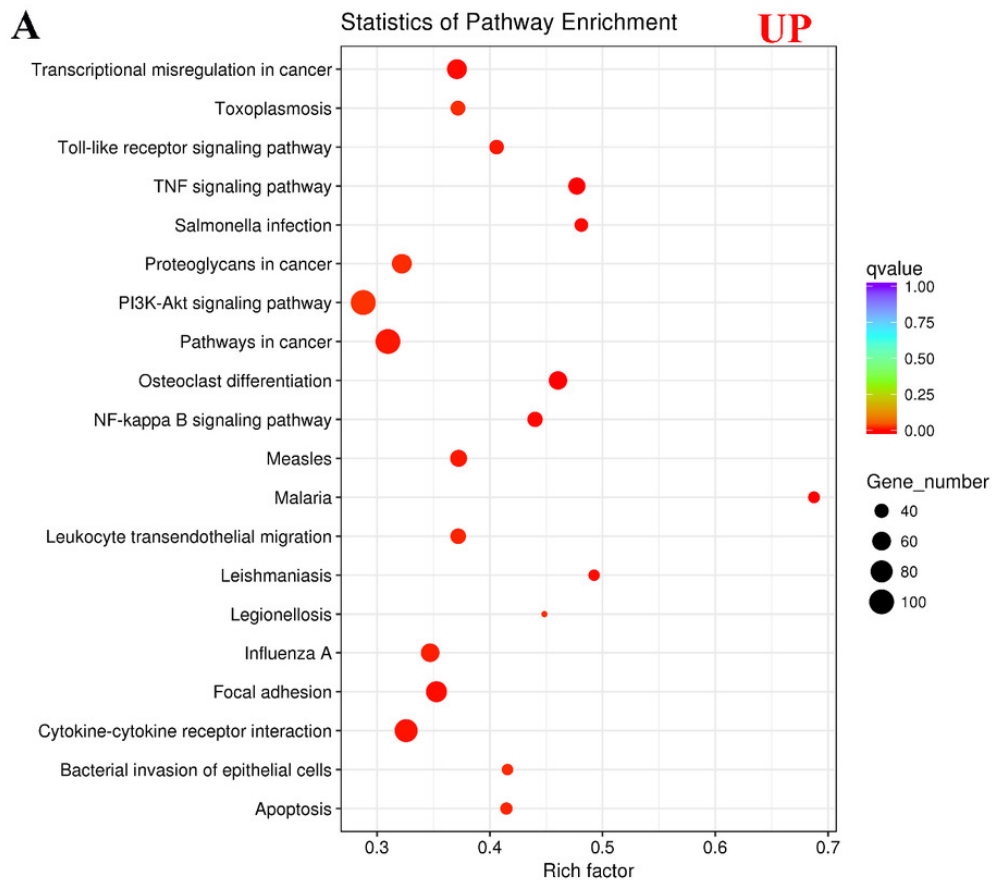 A
Statistics of Pathway Enrichment
UP
Transcriptional misregulation in cancer
Toxoplasmosis
Toll-like receptor signaling pathway
TNF signaling pathway
Salmonella infection
Proteoglycans in cancer
PI3K-Akt signaling pathway
Pathways in cancer
Osteoclast differentiation
NF-kappa B signaling pathway
Measles
Malaria
Leukocyte transendothelial migration
Leishmaniasis
Legionellosis
Influenza A
Focal adhesion
Cytokine-cytokine receptor interaction
Bacterial invasion of epithelial cells
Apoptosis
0.3 0.4 0.5 0.6 0.7
Rich factor
qvalue
1.00
0.75
0.50
0.25
0.00
Gene_number
40
60
80
100